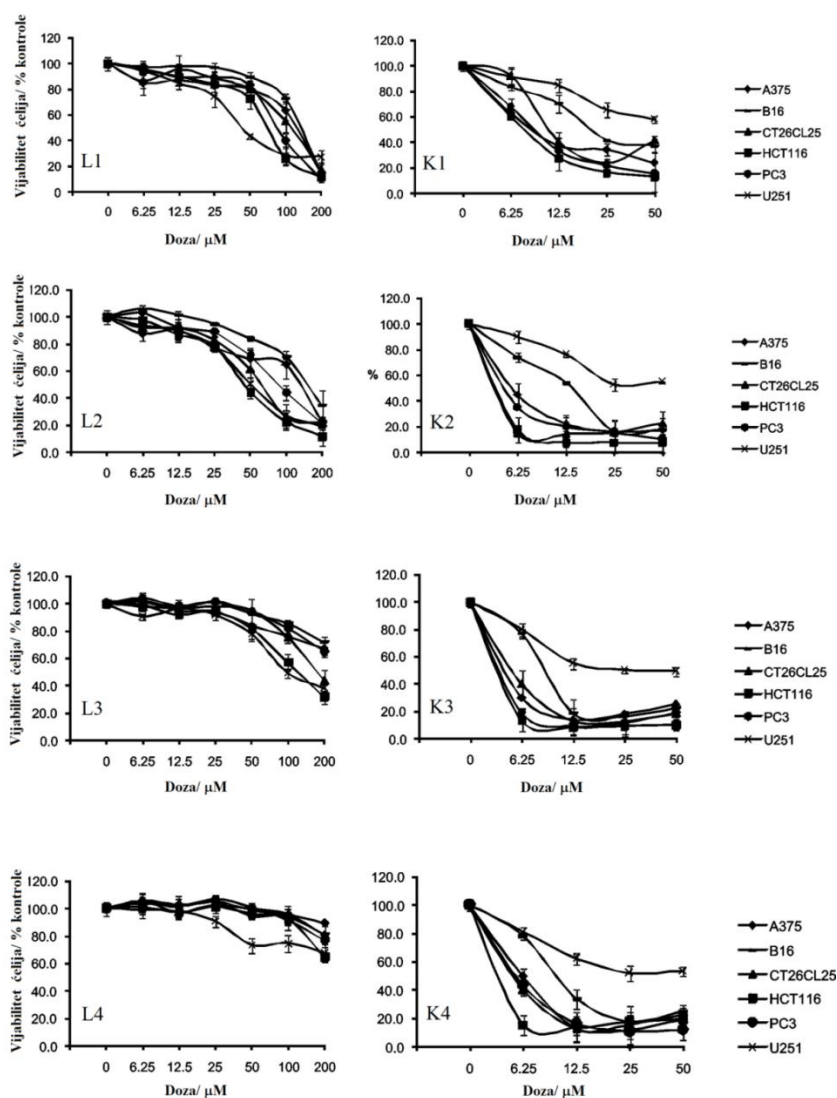 Vijabilitet ćelija/ % kontrole
120
100
80
60
40
20
0
L1
0 6.25 12.5 25 50 100 200
Doza/ μM
100.0
80.0
60.0
40.0
20.0
0.0
K1
0 6.25 12.5 25 50
Doza/ μM
A375
B16
CT26CL25
HCT116
PC3
U251
Vijabilitet ćelija/ % kontrole
120.0
100.0
80.0
60.0
40.0
20.0
0.0
L2
0 6.25 12.5 25 50 100 200
Doza/ μM
%
120.0
100.0
80.0
60.0
40.0
20.0
0.0
K2
0 6.25 12.5 25 50
Doza/ μM
A375
B16
CT26CL25
HCT116
PC3
U251
Vijabilitet ćelija/ % kontrole
120.0
100.0
80.0
60.0
40.0
20.0
0.0
L3
0 6.25 12.5 25 50 100 200
Doza/ μM
120.0
100.0
80.0
60.0
40.0
20.0
0.0
K3
0 6.25 12.5 25 50
Doza/ μM
A375
B16
CT26CL25
HCT116
PC3
U251
Vijabilitet ćelija/ % kontrole
120.0
100.0
80.0
60.0
40.0
20.0
0.0
L4
0 6.25 12.5 25 50 100 200
Doza/ μM
120.0
100.0
80.0
60.0
40.0
20.0
0.0
K4
0 6.25 12.5 25 50
Doza/ μM
A375
B16
CT26CL25
HCT116
PC3
U251